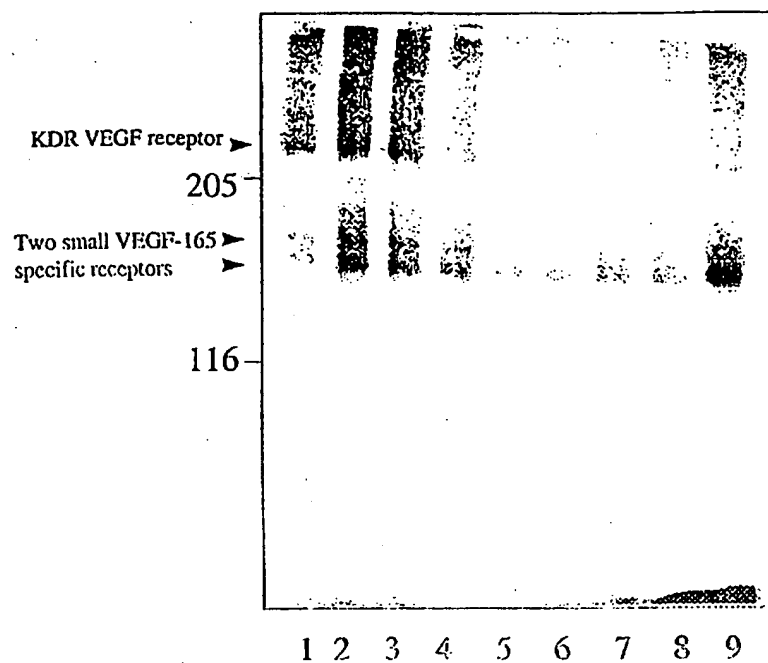 KDR VEGF receptor
205
Two small VEGF-165
specific receptors
116
1 2 3 4 5 6 7 8 9